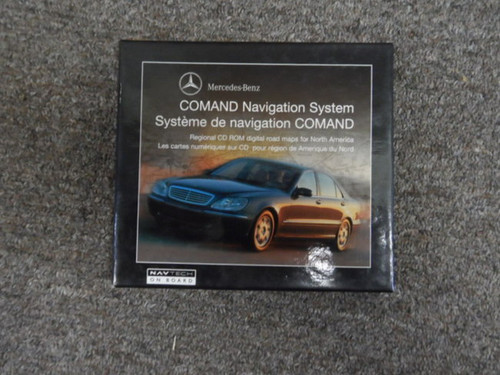 Mercedes-Benz
COMAND Navigation System
Système de navigation COMAND
Regional CD ROM digital road maps for North America
Les cartes numériques sur CD pour région de Amerique du Nord
NAVTECH
ON BOARD